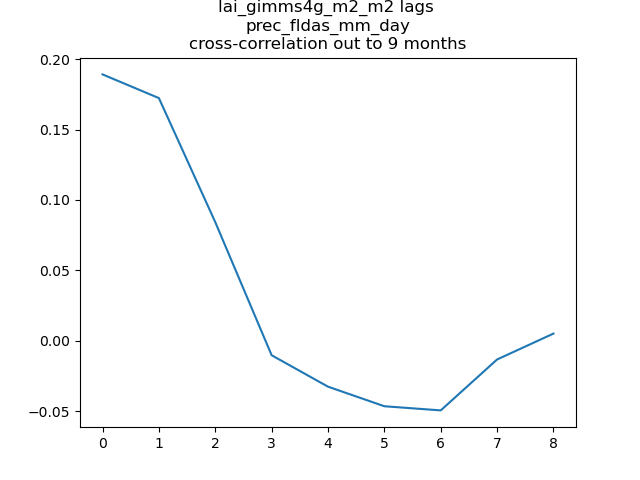 lai_gimms4g_m2_m2 lags
prec_fldas_mm_day
cross-correlation out to 9 months
0.20
0.15
0.10
0.05
0.00
−0.05
0 1 2 3 4 5 6 7 8